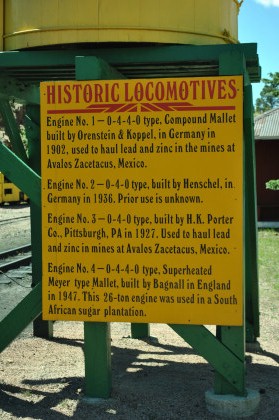 HISTORIC LOCOMOTIVES
Engine No. 1 – 0-4-4-0 type, Compound Mallet
built by Orenstein & Koppel, in Germany in
1902, used to haul lead and zinc in the mines at
Avalos Zacetacus, Mexico.
Engine No. 2 – 0-4-4-0, built by Henschel, in
Germany in 1936. Prior use is unknown.
Engine No. 3 – 0-4-4-0 type, built by H.K. Porter
Co., Pittsburgh, PA in 1927. Used to haul lead
and zinc in mines at Avalos Zacetacus, Mexico.
Engine No. 4 – 0-4-4-0 type, Superheated
Meyer type Mallet, built by Bagnall in England
in 1947. This 26-ton engine was used in a South
African sugar plantation.